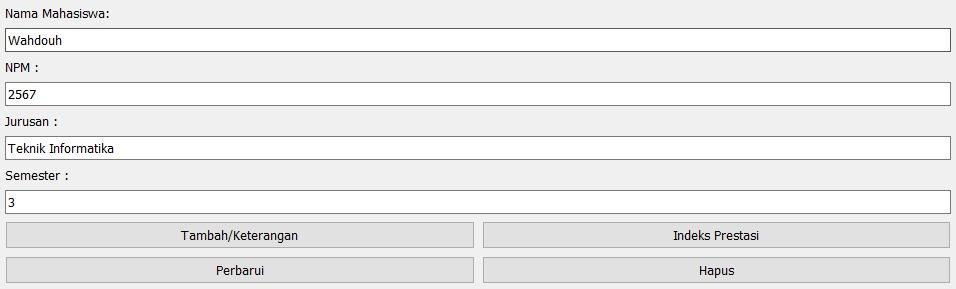 Nama Mahasiswa:
Wahdouh
NPM :
2567
Jurusan :
Teknik Informatika
Semester :
3
Tambah/Keterangan
Indeks Prestasi
Perbarui
Hapus